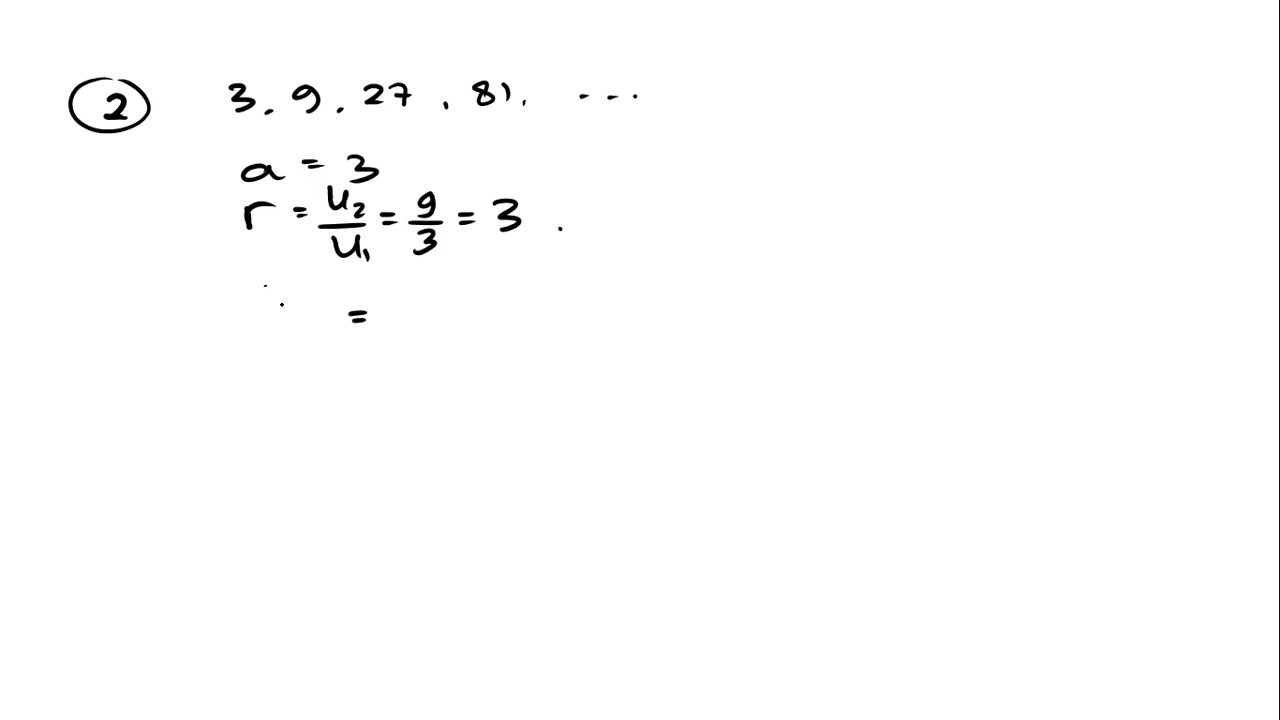 2 3, 9, 27, 81, ...
a = 3
r = U₂/U₁ = 9/3 = 3
=